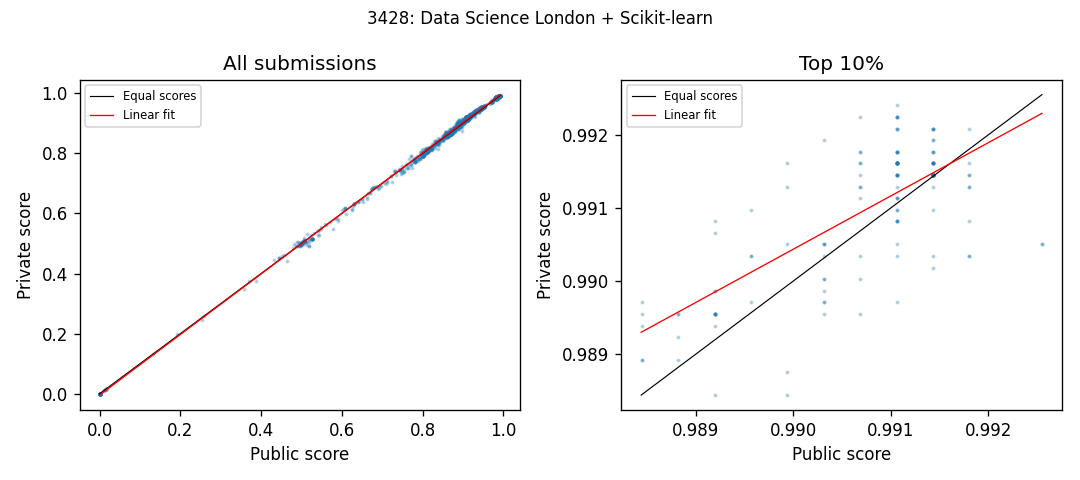 3428: Data Science London + Scikit-learn
All submissions
Equal scores
Linear fit
Private score
1.0
0.8
0.6
0.4
0.2
0.0
0.0 0.2 0.4 0.6 0.8 1.0
Public score
Top 10%
Equal scores
Linear fit
Private score
0.992
0.991
0.990
0.989
0.989 0.990 0.991 0.992
Public score